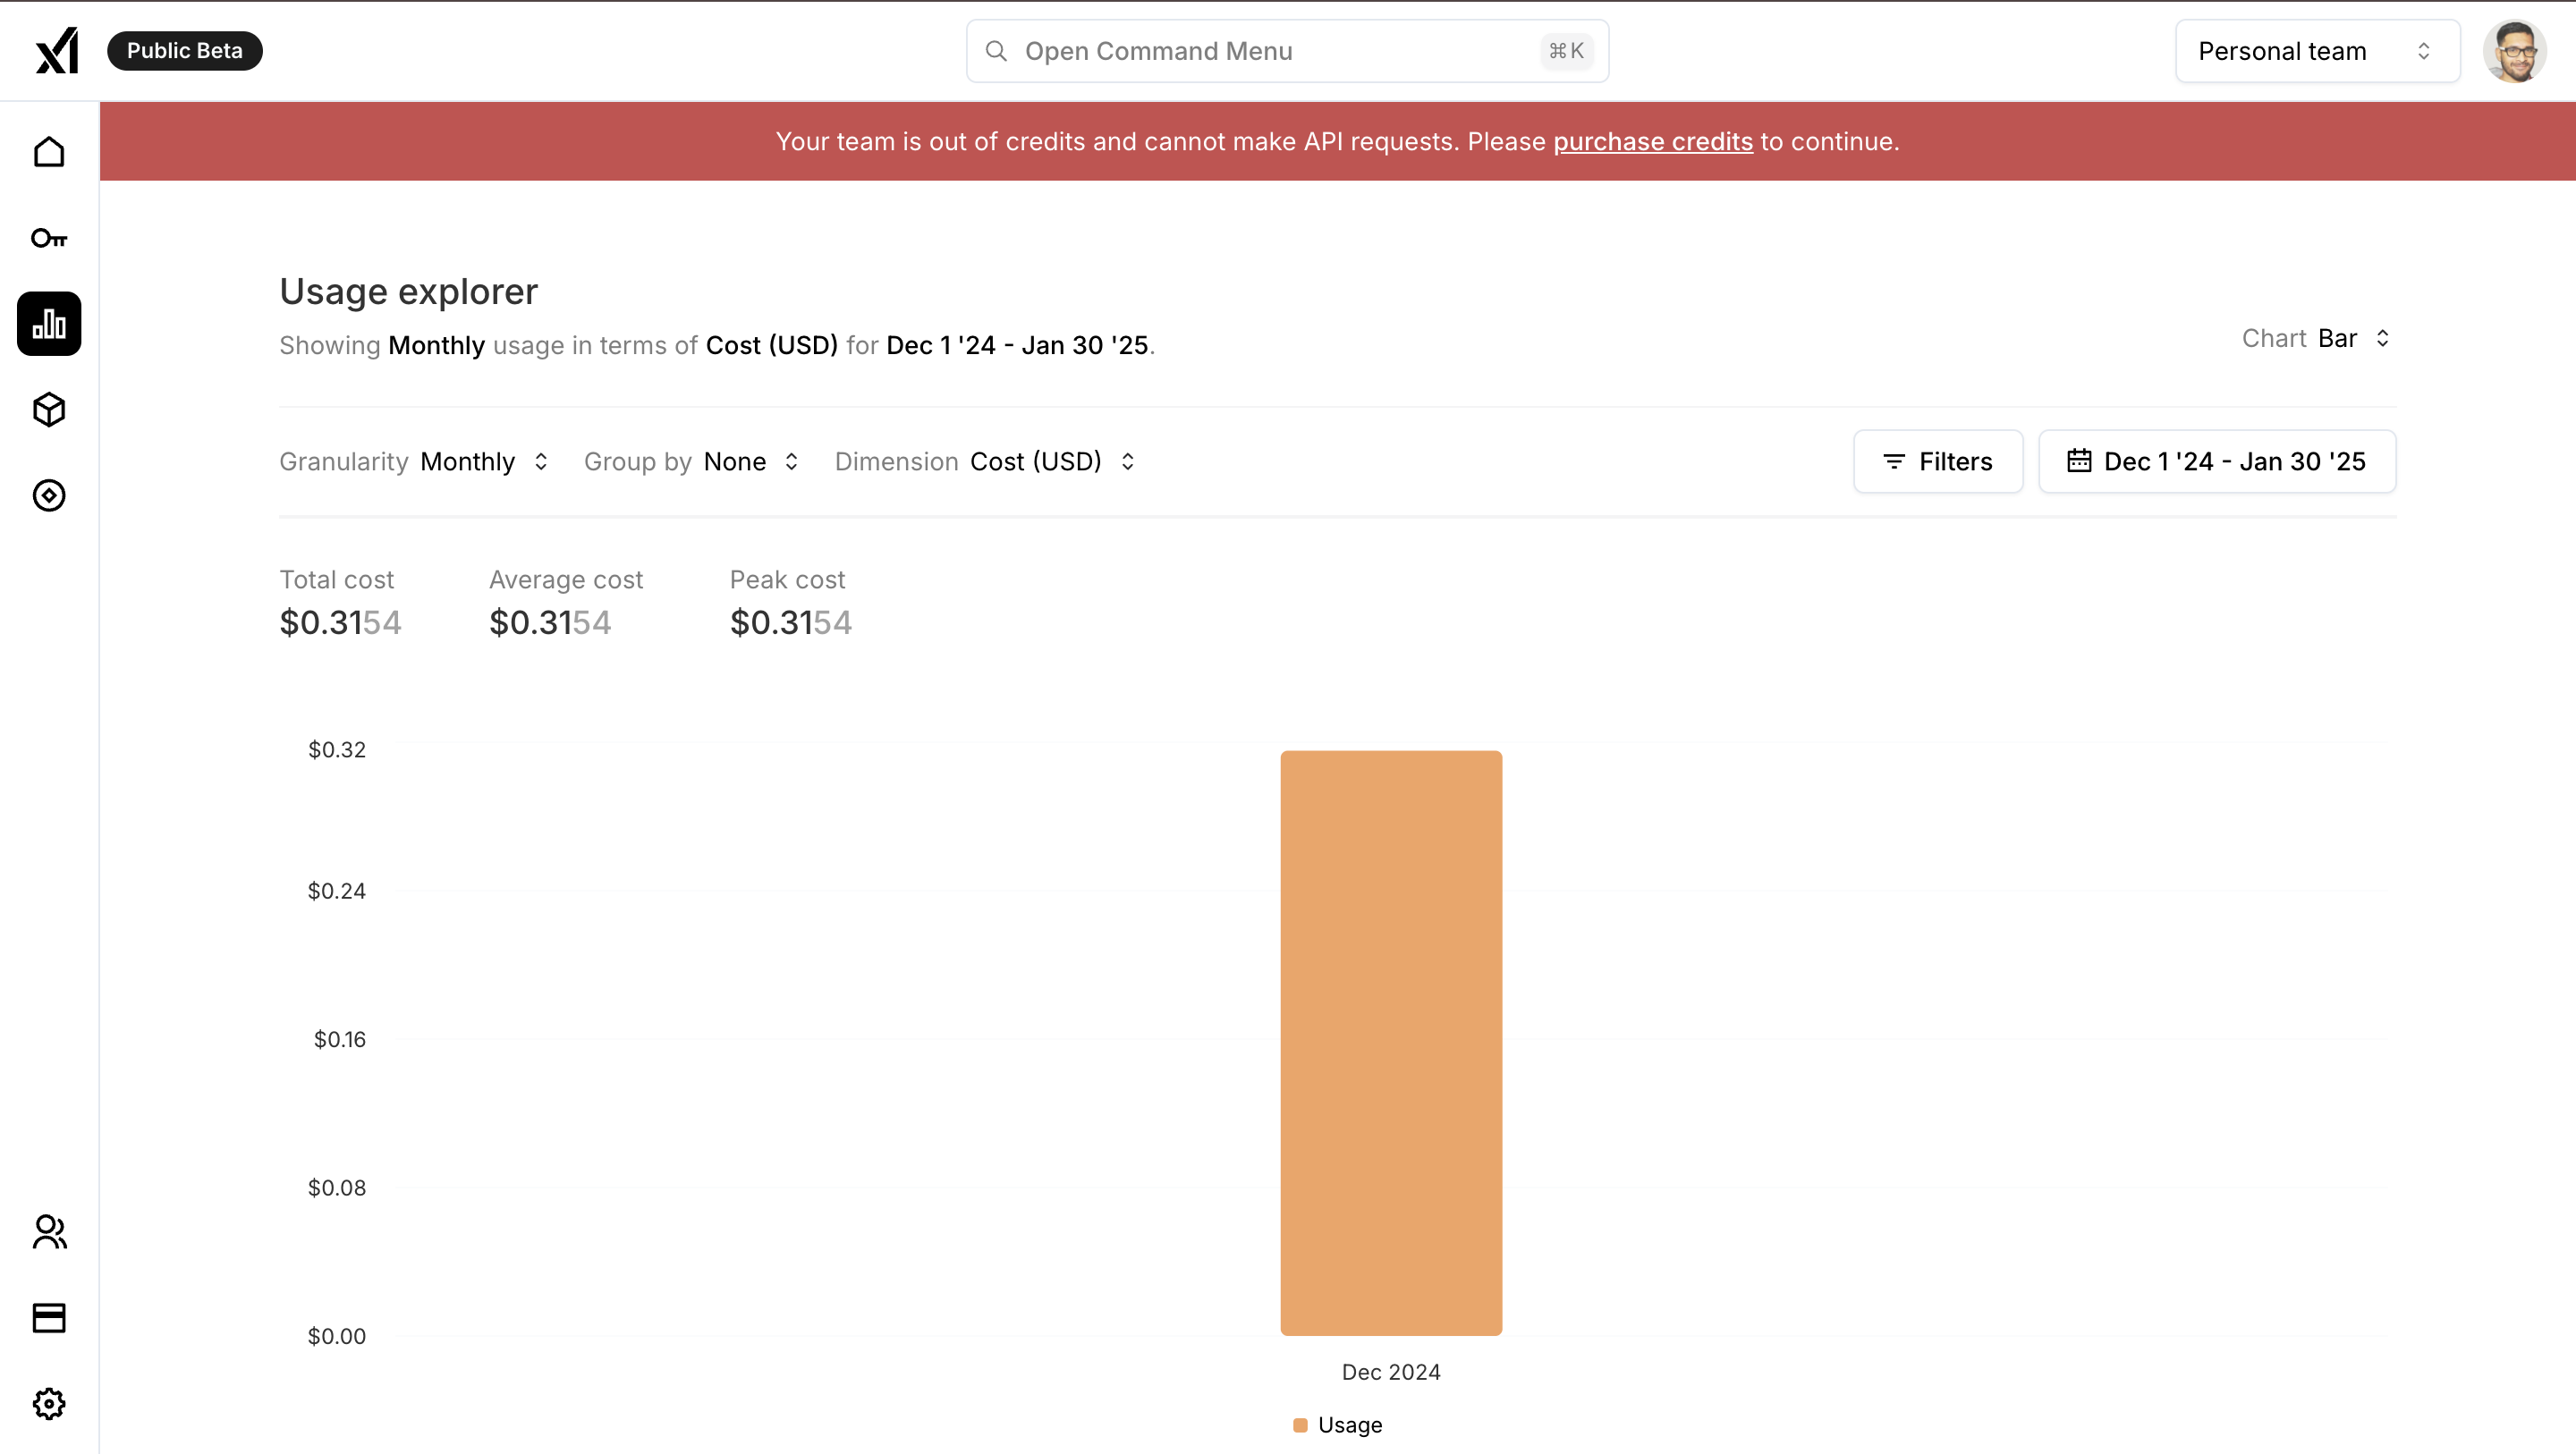 xI Public Beta
Open Command Menu ⌘K
Personal team
Your team is out of credits and cannot make API requests. Please purchase credits to continue.
Usage explorer
Showing Monthly usage in terms of Cost (USD) for Dec 1 '24 - Jan 30 '25.
Chart Bar
Granularity Monthly Group by None Dimension Cost (USD)
Filters
Dec 1 '24 - Jan 30 '25
Total cost Average cost Peak cost
$0.3154 $0.3154 $0.3154
$0.32
$0.24
$0.16
$0.08
$0.00
Dec 2024
Usage